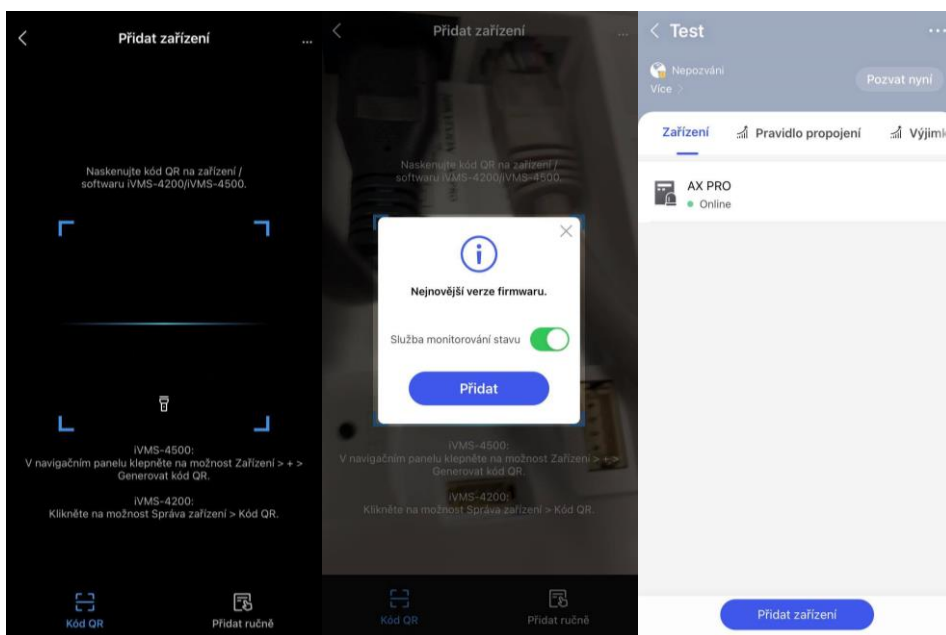 Přidat zařízení
...
Naskenujte kód QR na zařízení /
softwaru iVMS-4200/iVMS-4500.
iVMS-4500:
V navigačním panelu klepněte na možnost Zařízení > + >
Generovat kód QR.
iVMS-4200:
Klikněte na možnost Správa zařízení > Kód QR.
Kód QR
Přidat ručně
Přidat zařízení
...
Naskenujte kód QR na zařízení /
softwaru iVMS-4200/iVMS-4500.
Nejnovější verze firmwaru.
Služba monitorování stavu
Přidat
iVMS-4500:
V navigačním panelu klepněte na možnost Zařízení > + >
Generovat kód QR.
iVMS-4200:
Klikněte na možnost Správa zařízení > Kód QR.
Kód QR
Přidat ručně
Test
...
Nepozváni
Více >
Pozvat nyní
Zařízení
Pravidlo propojení
Výjimk
AX PRO
Online
Přidat zařízení